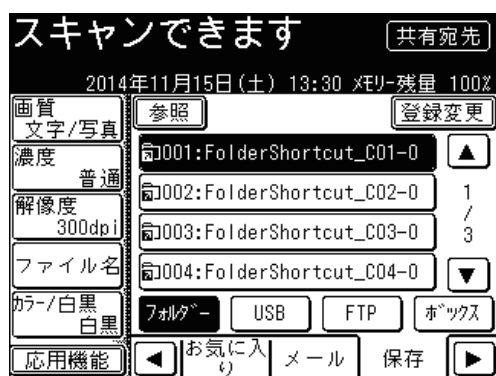 スキャンできます
共有宛先
2014年11月15日(土) 13:30 ﾒﾓﾘｰ残量 100%
画質
文字/写真
濃度
普通
解像度
300dpi
ファイル名
ｶﾗｰ/白黒
白黒
応用機能
参照
登録変更
001:FolderShortcut_C01-0
002:FolderShortcut_C02-0
003:FolderShortcut_C03-0
004:FolderShortcut_C04-0
1
/
3
ﾌｫﾙﾀﾞｰ
USB
FTP
ﾎﾞｯｸｽ
お気に入
り
メール
保存